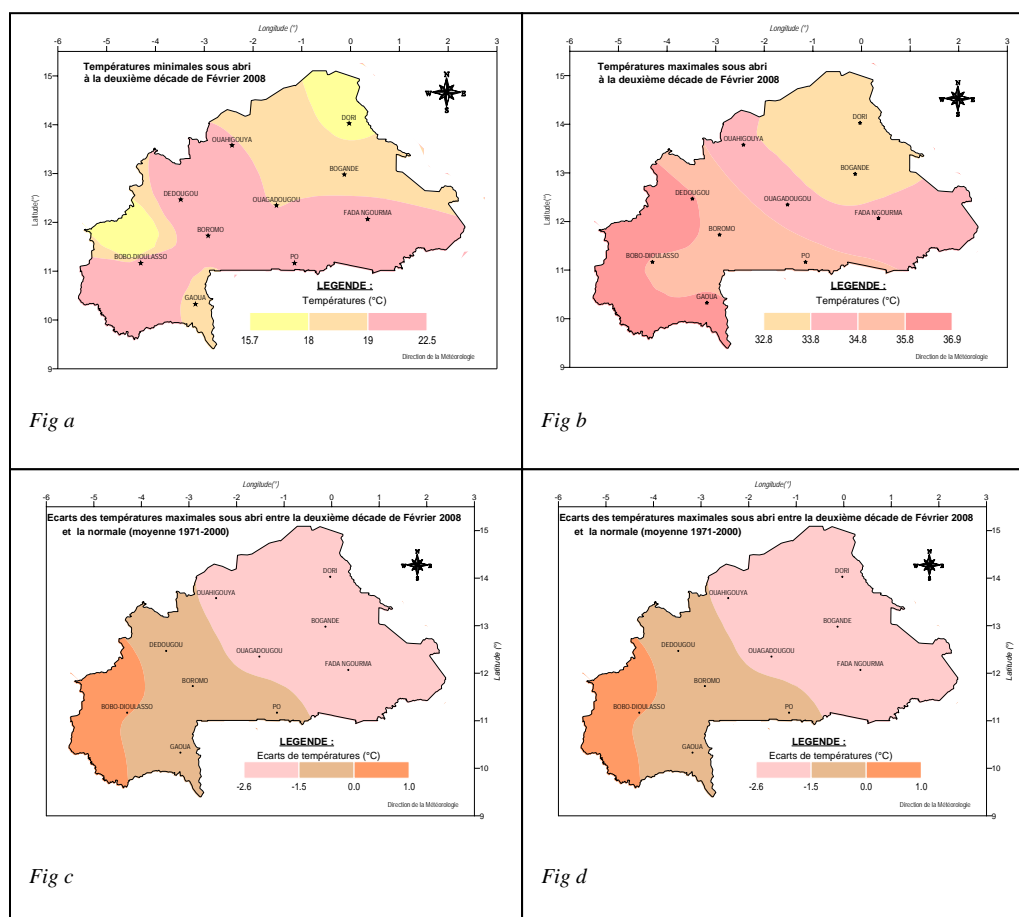 Longitude (°)
-6 -5 -4 -3 -2 -1 0 1 2 3
Températures minimales sous abri
à la deuxième décade de Février 2008
N
W E
S
15
14
13
12
11
10
9
Latitude(°)
DORI
OUAHIGOUYA
BOGANDE
DEDOUGOU
OUAGADOUGOU
FADA NGOURMA
BOROMO
BOBO-DIOULASSO
PO
GAOUA
LEGENDE :
Températures (°C)
15.7 18 19 22.5
Direction de la Météorologie
Fig a
Longitude (°)
-6 -5 -4 -3 -2 -1 0 1 2 3
Températures maximales sous abri
à la deuxième décade de Février 2008
N
W E
S
15
14
13
12
11
10
9
Latitude(°)
DORI
OUAHIGOUYA
BOGANDE
DEDOUGOU
OUAGADOUGOU
FADA NGOURMA
BOROMO
BOBO-DIOULASSO
PO
GAOUA
LEGENDE :
Températures (°C)
32.8 33.8 34.8 35.8 36.9
Direction de la Météorologie
Fig b
Longitude(°)
-6 -5 -4 -3 -2 -1 0 1 2 3
Ecarts des températures maximales sous abri entre la deuxième décade de Février 2008
et la normale (moyenne 1971-2000)
N
W E
S
15
14
13
12
11
10
9
Latitude (°)
DORI
OUAHIGOUYA
BOGANDE
DEDOUGOU
OUAGADOUGOU
FADA NGOURMA
BOROMO
BOBO-DIOULASSO
PO
GAOUA
LEGENDE :
Ecarts de températures (°C)
-2.6 -1.5 0.0 1.0
Direction de la Météorologie
Fig c
Longitude(°)
-6 -5 -4 -3 -2 -1 0 1 2 3
Ecarts des températures maximales sous abri entre la deuxième décade de Février 2008
et la normale (moyenne 1971-2000)
N
W E
S
15
14
13
12
11
10
9
Latitude (°)
DORI
OUAHIGOUYA
BOGANDE
DEDOUGOU
OUAGADOUGOU
FADA NGOURMA
BOROMO
BOBO-DIOULASSO
PO
GAOUA
LEGENDE :
Ecarts de températures (°C)
-2.6 -1.5 0.0 1.0
Direction de la Météorologie
Fig d